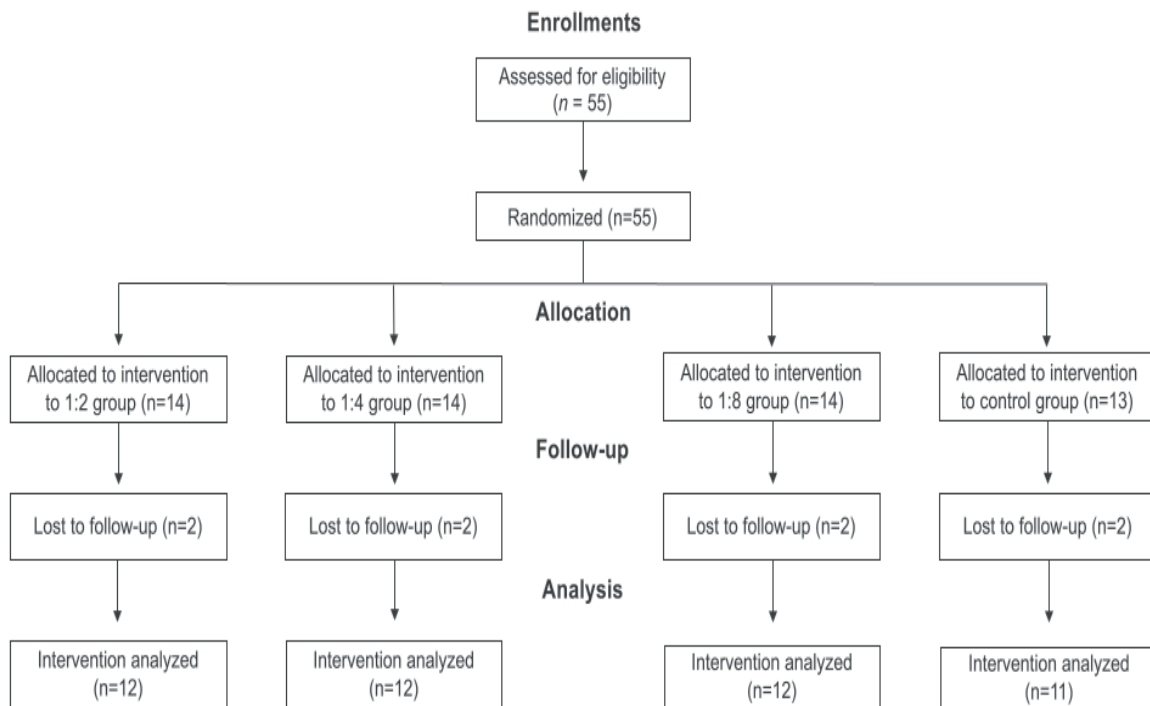 Enrollments
Assessed for eligibility
(n = 55)
Randomized (n=55)
Allocation
Allocated to intervention
to 1:2 group (n=14)
Allocated to intervention
to 1:4 group (n=14)
Allocated to intervention
to 1:8 group (n=14)
Allocated to intervention
to control group (n=13)
Follow-up
Lost to follow-up (n=2)
Lost to follow-up (n=2)
Lost to follow-up (n=2)
Lost to follow-up (n=2)
Analysis
Intervention analyzed
(n=12)
Intervention analyzed
(n=12)
Intervention analyzed
(n=12)
Intervention analyzed
(n=11)